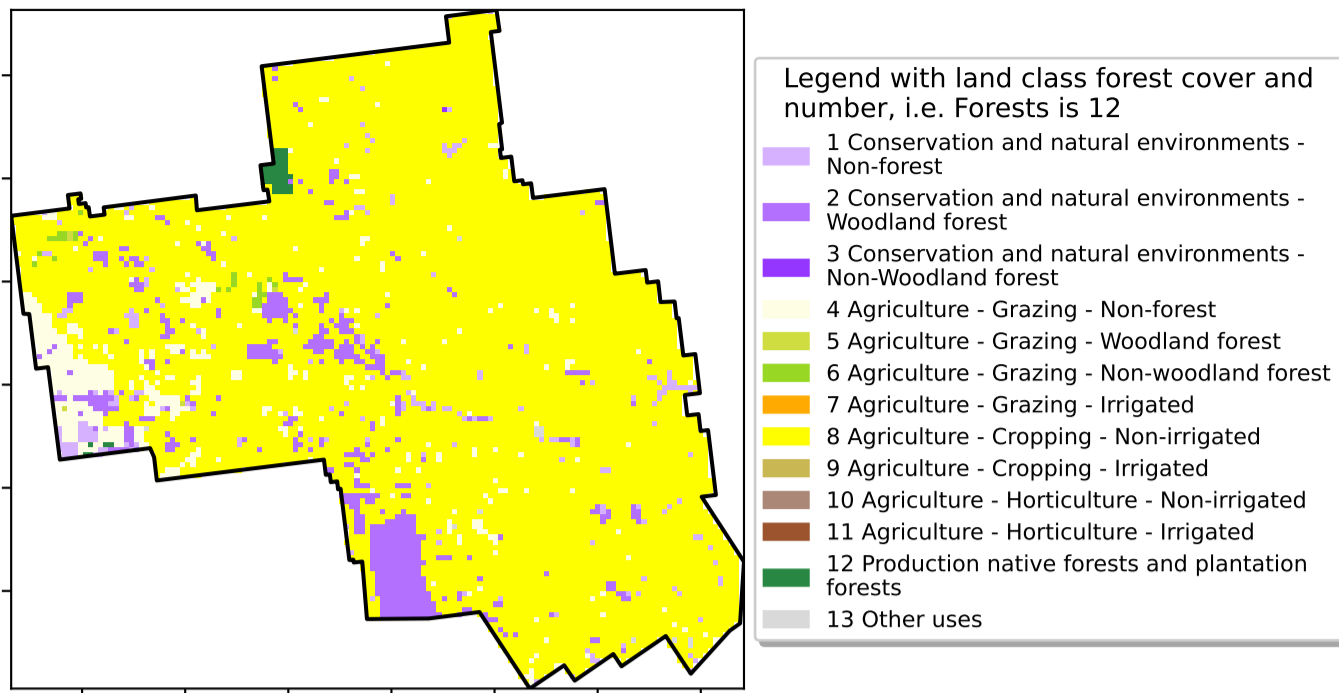 Legend with land class forest cover and
number, i.e. Forests is 12
1 Conservation and natural environments -
Non-forest
2 Conservation and natural environments -
Woodland forest
3 Conservation and natural environments -
Non-Woodland forest
4 Agriculture - Grazing - Non-forest
5 Agriculture - Grazing - Woodland forest
6 Agriculture - Grazing - Non-woodland forest
7 Agriculture - Grazing - Irrigated
8 Agriculture - Cropping - Non-irrigated
9 Agriculture - Cropping - Irrigated
10 Agriculture - Horticulture - Non-irrigated
11 Agriculture - Horticulture - Irrigated
12 Production native forests and plantation
forests
13 Other uses